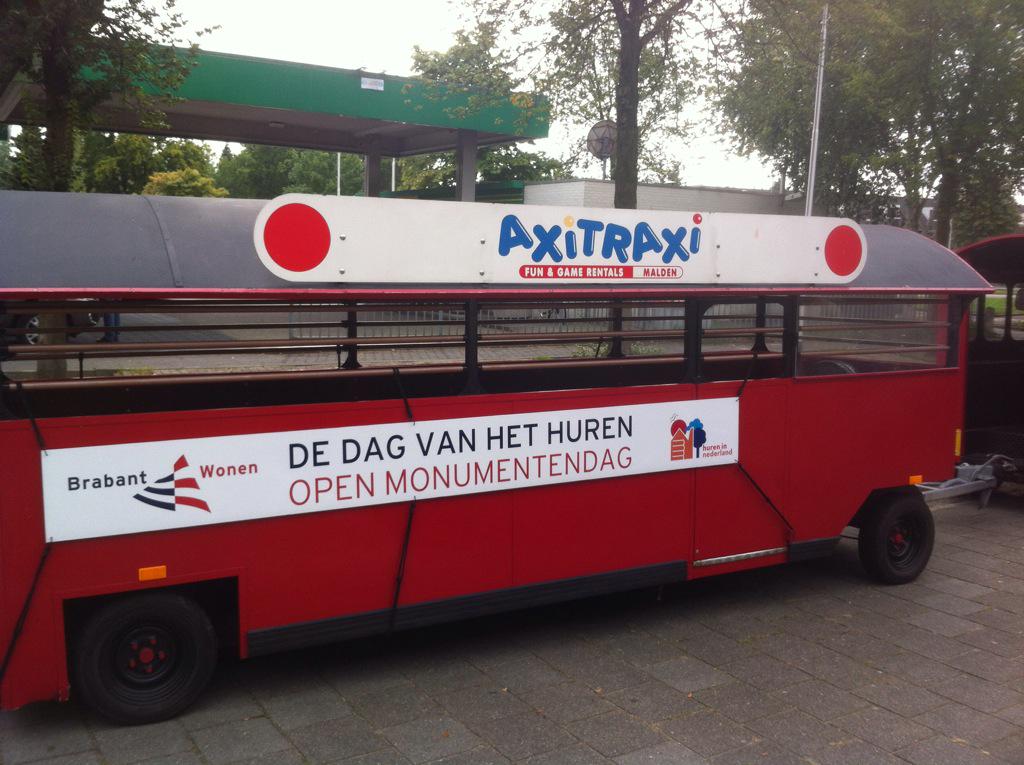 AXiTRAXi
FUN & GAME RENTALS MALDEN
Brabant Wonen
DE DAG VAN HET HUREN
OPEN MONUMENTENDAG
huren in
nederland